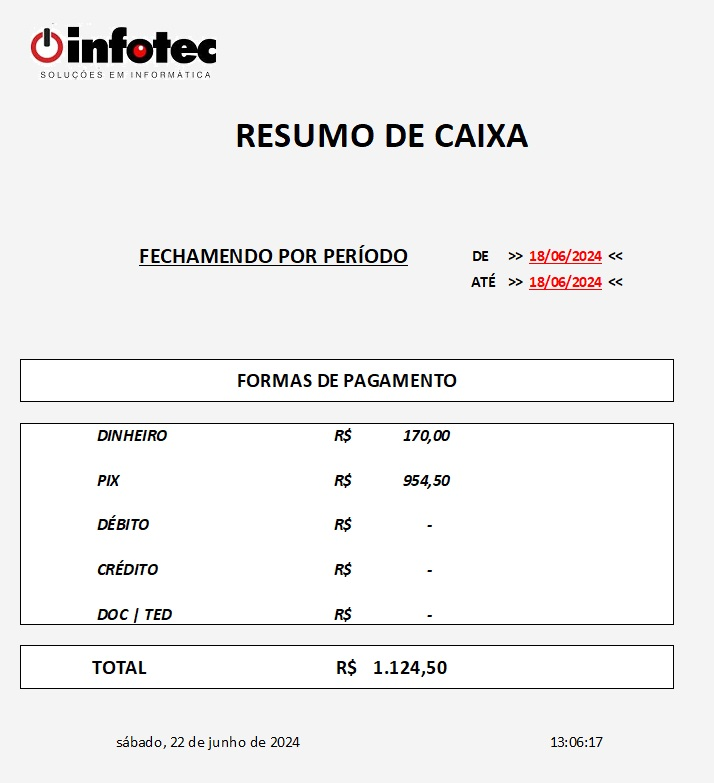 infotec
SOLUÇÕES EM INFORMÁTICA
RESUMO DE CAIXA
FECHAMENDO POR PERÍODO
DE >> 18/06/2024 <<
ATÉ >> 18/06/2024 <<
FORMAS DE PAGAMENTO
DINHEIRO R$ 170,00
PIX R$ 954,50
DÉBITO R$ -
CRÉDITO R$ -
DOC | TED R$ -
TOTAL R$ 1.124,50
sábado, 22 de junho de 2024 13:06:17